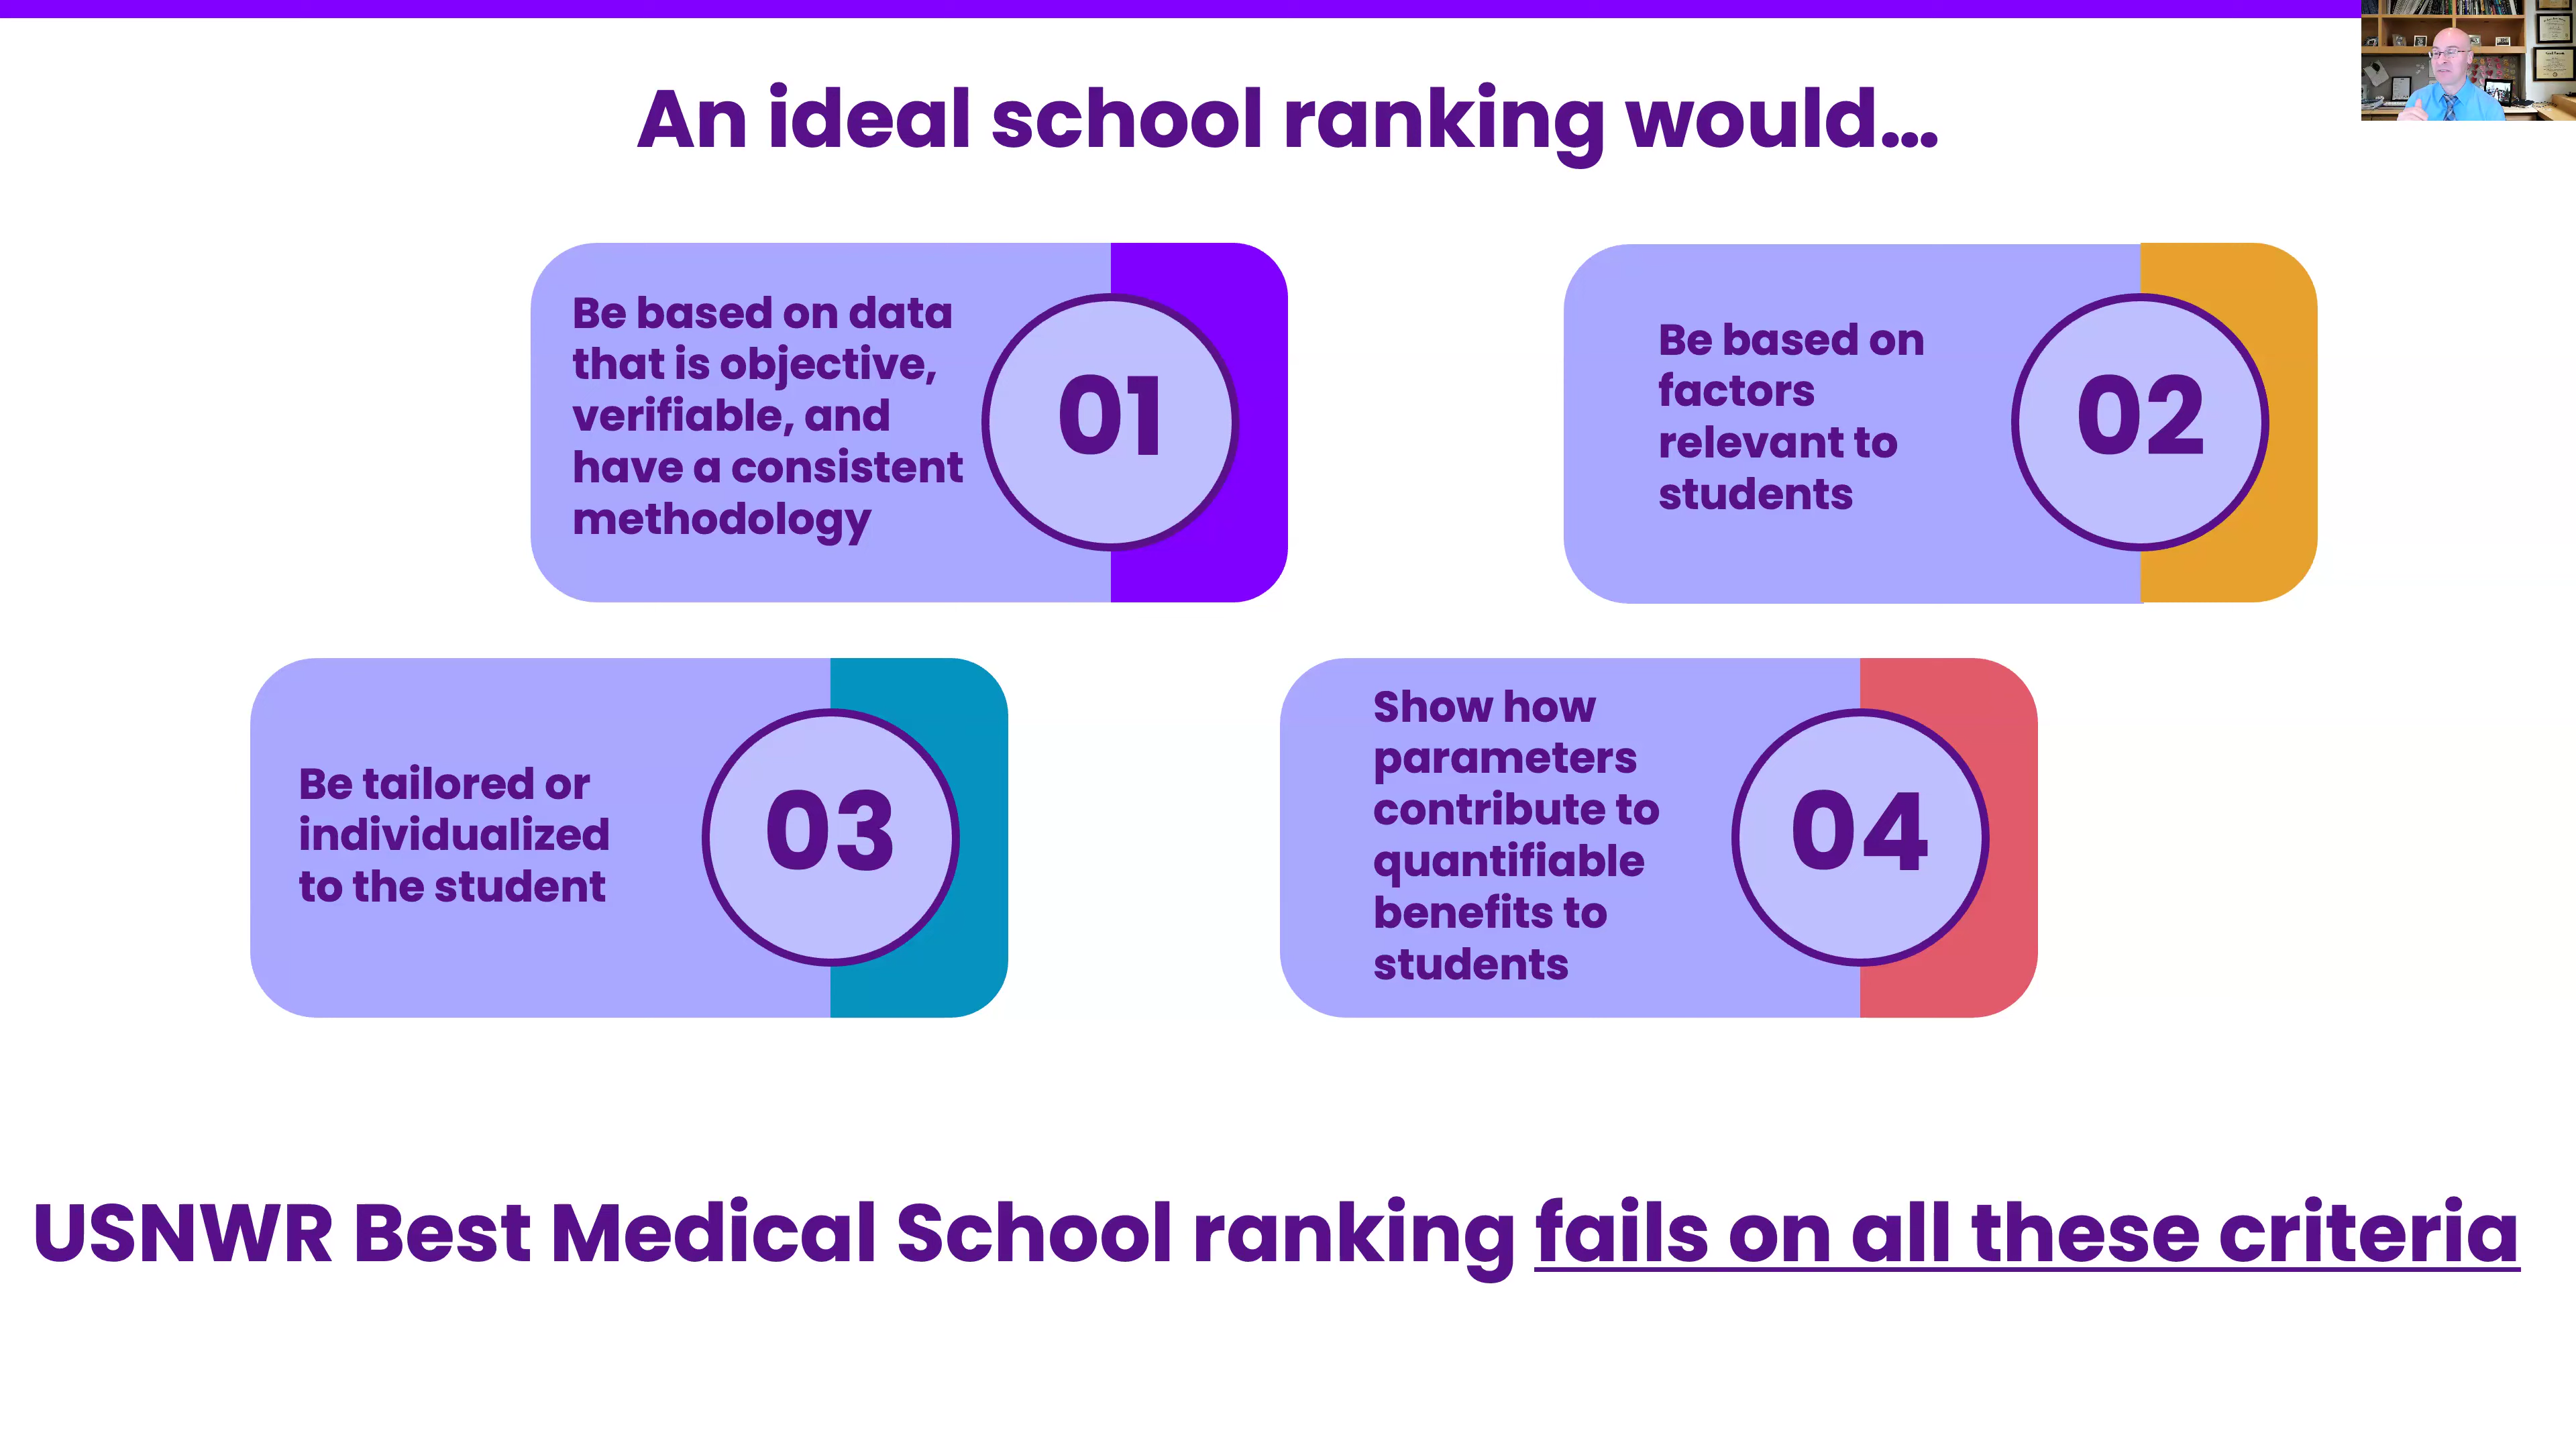 An ideal school ranking would...
Be based on data
that is objective,
verifiable, and
have a consistent
methodology
01
Be based on
factors
relevant to
students
02
Be tailored or
individualized
to the student
03
Show how
parameters
contribute to
quantifiable
benefits to
students
04
USNWR Best Medical School ranking fails on all these criteria